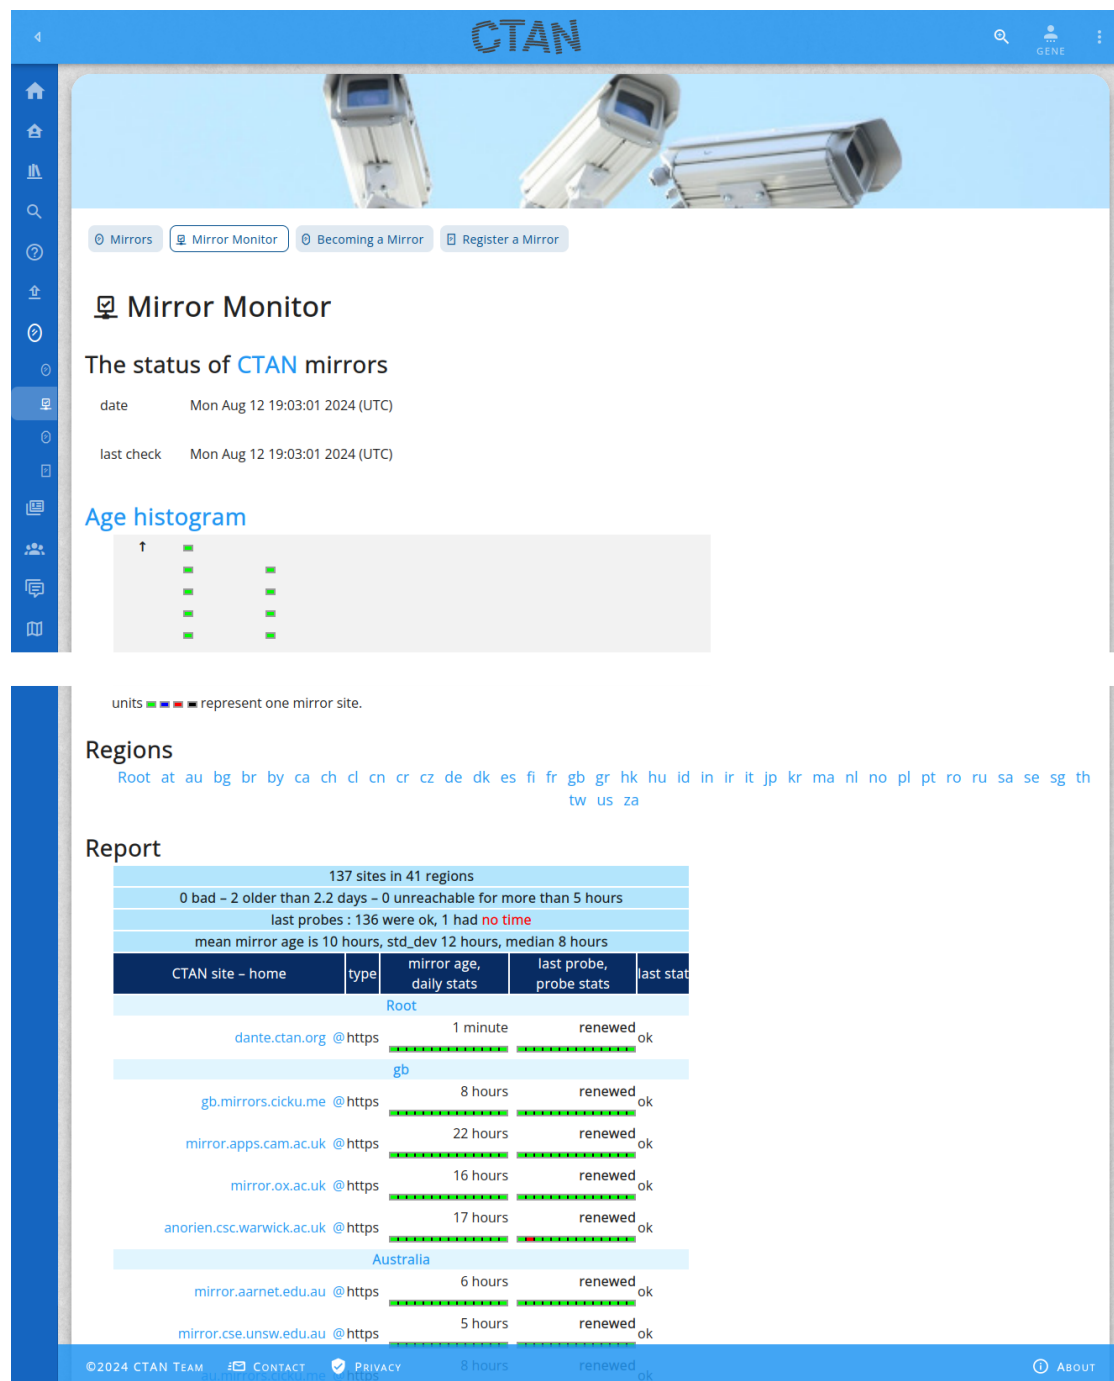 CTAN
GENE
Mirrors
Mirror Monitor
Becoming a Mirror
Register a Mirror
Mirror Monitor
The status of CTAN mirrors
date Mon Aug 12 19:03:01 2024 (UTC)
last check Mon Aug 12 19:03:01 2024 (UTC)
Age histogram
↑
units represent one mirror site.
Regions
Root at au bg br by ca ch cl cn cr cz de dk es fi fr gb gr hk hu id in ir it jp kr ma nl no pl pt ro ru sa se sg th
tw us za
Report
137 sites in 41 regions
0 bad – 2 older than 2.2 days – 0 unreachable for more than 5 hours
last probes : 136 were ok, 1 had no time
mean mirror age is 10 hours, std_dev 12 hours, median 8 hours
CTAN site – home type mirror age, daily stats last probe, probe stats last stat
Root
dante.ctan.org @ https 1 minute renewed ok
gb
gb.mirrors.cicku.me @ https 8 hours renewed ok
mirror.apps.cam.ac.uk @ https 22 hours renewed ok
mirror.ox.ac.uk @ https 16 hours renewed ok
anorien.csc.warwick.ac.uk @ https 17 hours renewed ok
Australia
mirror.aarnet.edu.au @ https 6 hours renewed ok
mirror.cse.unsw.edu.au @ https 5 hours renewed ok
au.mirrors.cicku.me @ https 8 hours renewed ok
©2024 CTAN TEAM CONTACT PRIVACY ABOUT